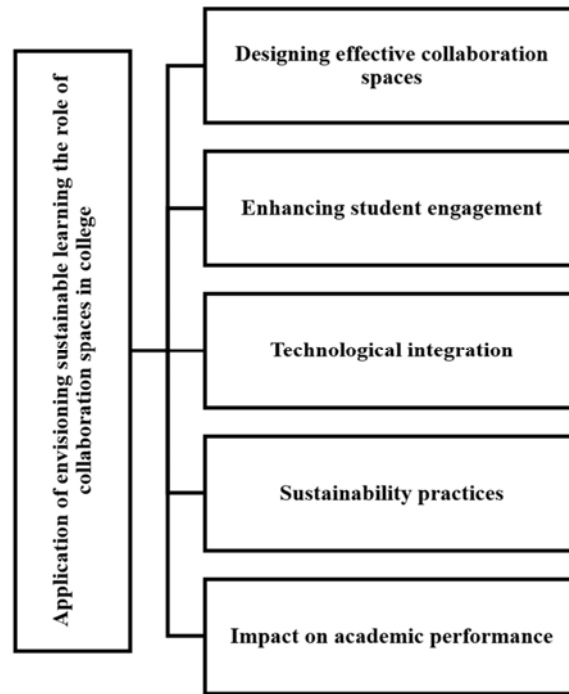 Application of envisioning sustainable learning the role of
collaboration spaces in college
Designing effective collaboration
spaces
Enhancing student engagement
Technological integration
Sustainability practices
Impact on academic performance